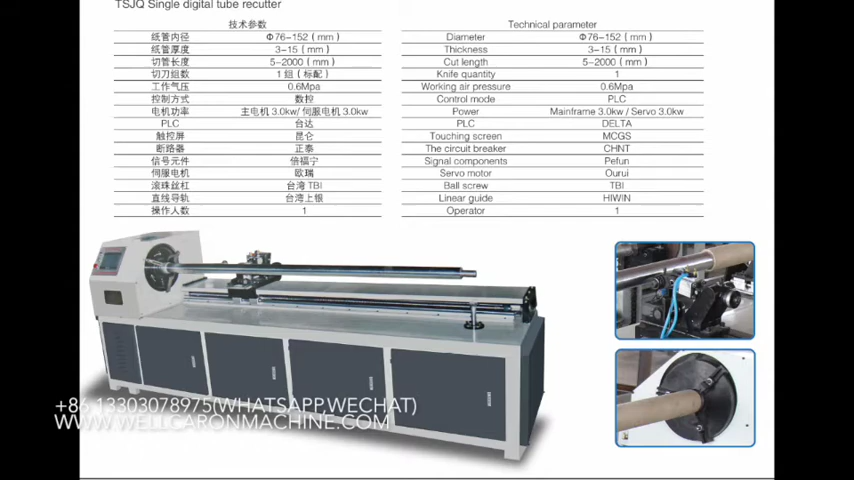 TSJQ Single digital tube recutter
技术参数
纸管内径 Φ76-152（mm）
纸管厚度 3-15（mm）
切管长度 5-2000（mm）
切刀组数 1 组（标配）
工作气压 0.6Mpa
控制方式 数控
电机功率 主电机 3.0kw/ 伺服电机 3.0kw
PLC 台达
触控屏 昆仑
断路器 正泰
信号元件 倍福宁
伺服电机 欧瑞
滚珠丝杠 台湾 TBI
直线导轨 台湾上银
操作人数 1
Technical parameter
Diameter Φ76-152（mm）
Thickness 3-15（mm）
Cut length 5-2000（mm）
Knife quantity 1
Working air pressure 0.6Mpa
Control mode PLC
Power Mainframe 3.0kw / Servo 3.0kw
PLC DELTA
Touching screen MCGS
The circuit breaker CHNT
Signal components Pefun
Servo motor Ourui
Ball screw TBI
Linear guide HIWIN
Operator 1
+86 13303078975(WHATSAPP,WECHAT)
WWW.WELLCARONMACHINE.COM